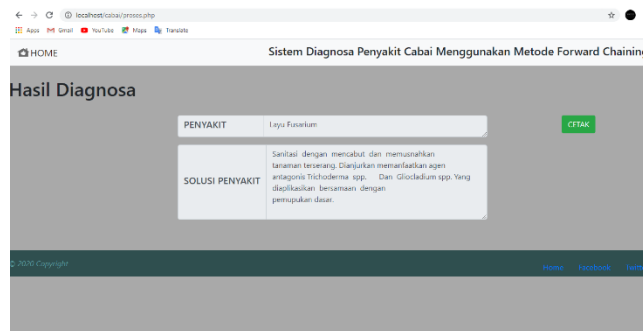 localhost/cabai/proses.php
Apps Gmail YouTube Maps Translate
HOME Sistem Diagnosa Penyakit Cabai Menggunakan Metode Forward Chaining
Hasil Diagnosa
PENYAKIT Layu Fusarium CETAK
SOLUSI PENYAKIT
Sanitasi dengan mencabut dan memusnahkan
tanaman terserang. Dianjurkan memanfaatkan agen
antagonis Trichoderma spp. Dan Gliocladium spp. Yang
diaplikasikan bersamaan dengan
pemupukan dasar.
© 2020 Copyright Home Facebook